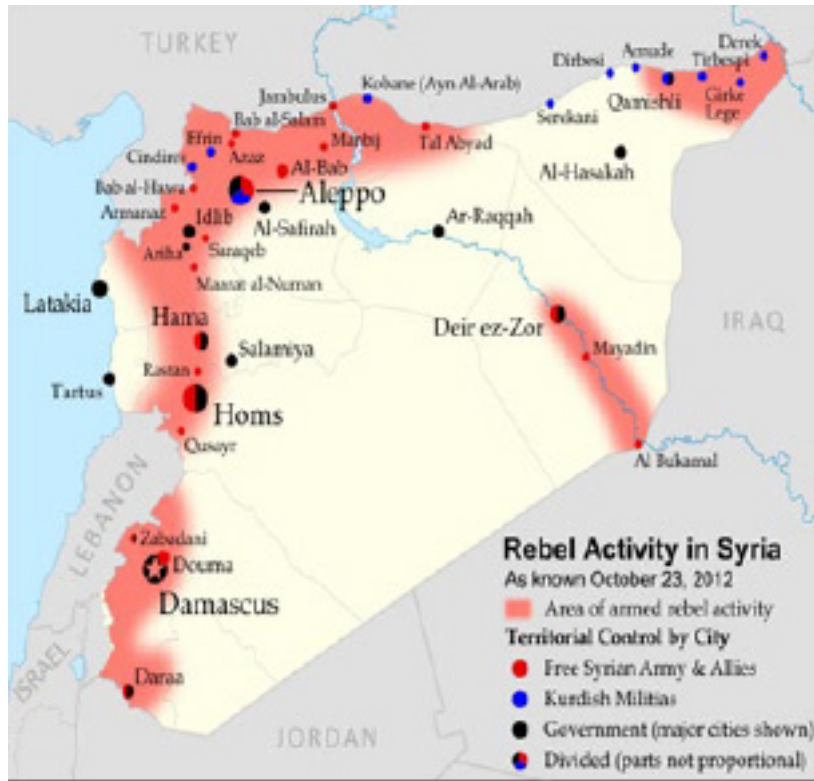 TURKEY
Derek
Amude
Tirbespi
Dirbesi
Kobane (Ayn Al-Arab)
Qamishli
Girke
Lege
Jarabulus
Serekani
Bab al-Salam
Efrin
Manbij
Tal Abyad
Azaz
Cindires
Al-Bab
Al-Hasakah
Bab al-Hawa
Aleppo
Armanaz
Idlib
Al-Safirah
Ar-Raqqah
Ariha
Saraqeb
Maarat al-Numan
Latakia
IRAQ
Hama
Deir ez-Zor
Salamiya
Mayadin
Rastan
Tartus
Homs
Qusayr
Al Bukamal
LEBANON
Zabadani
Douma
Damascus
ISRAEL
Daraa
JORDAN
Rebel Activity in Syria
As known October 23, 2012
Area of armed rebel activity
Territorial Control by City
Free Syrian Army & Allies
Kurdish Militias
Government (major cities shown)
Divided (parts not proportional)